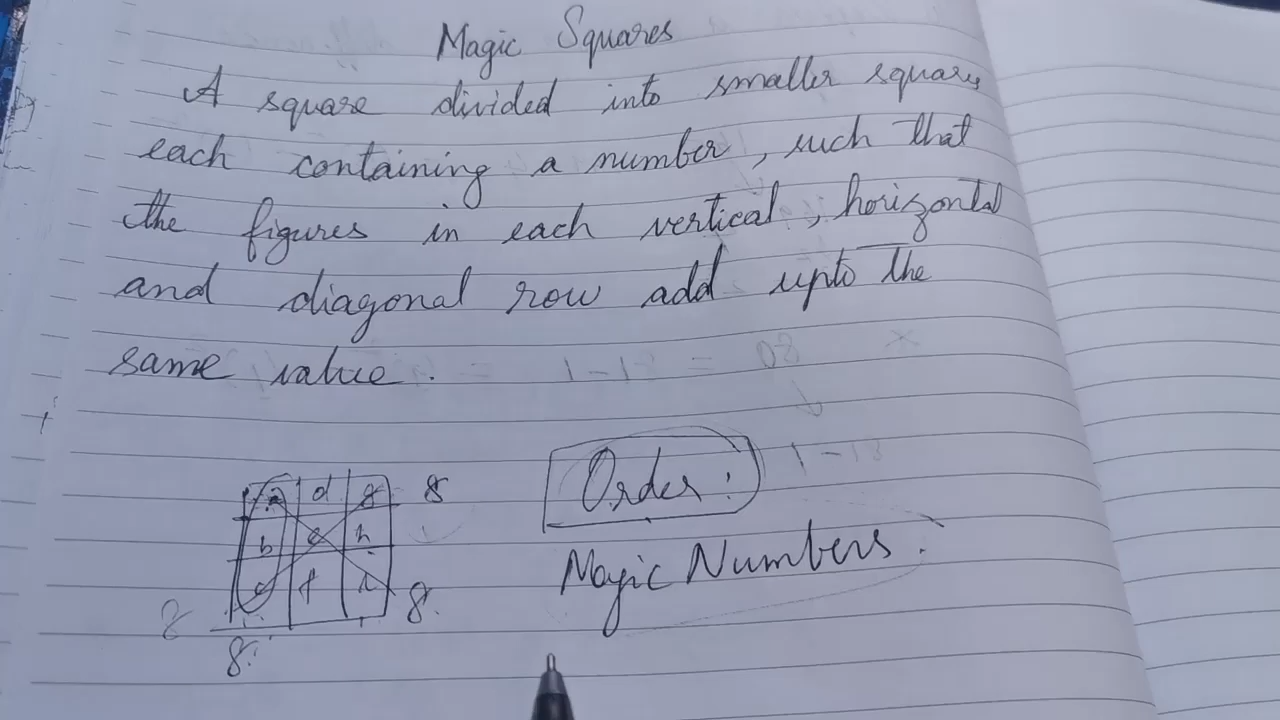 Magic Squares
A square divided into smaller squares
each containing a number, such that
the figures in each vertical, horizontal
and diagonal row add upto the
same value.
a d g 8
b e h
c f i 8
8
8
Order:
Magic Numbers.